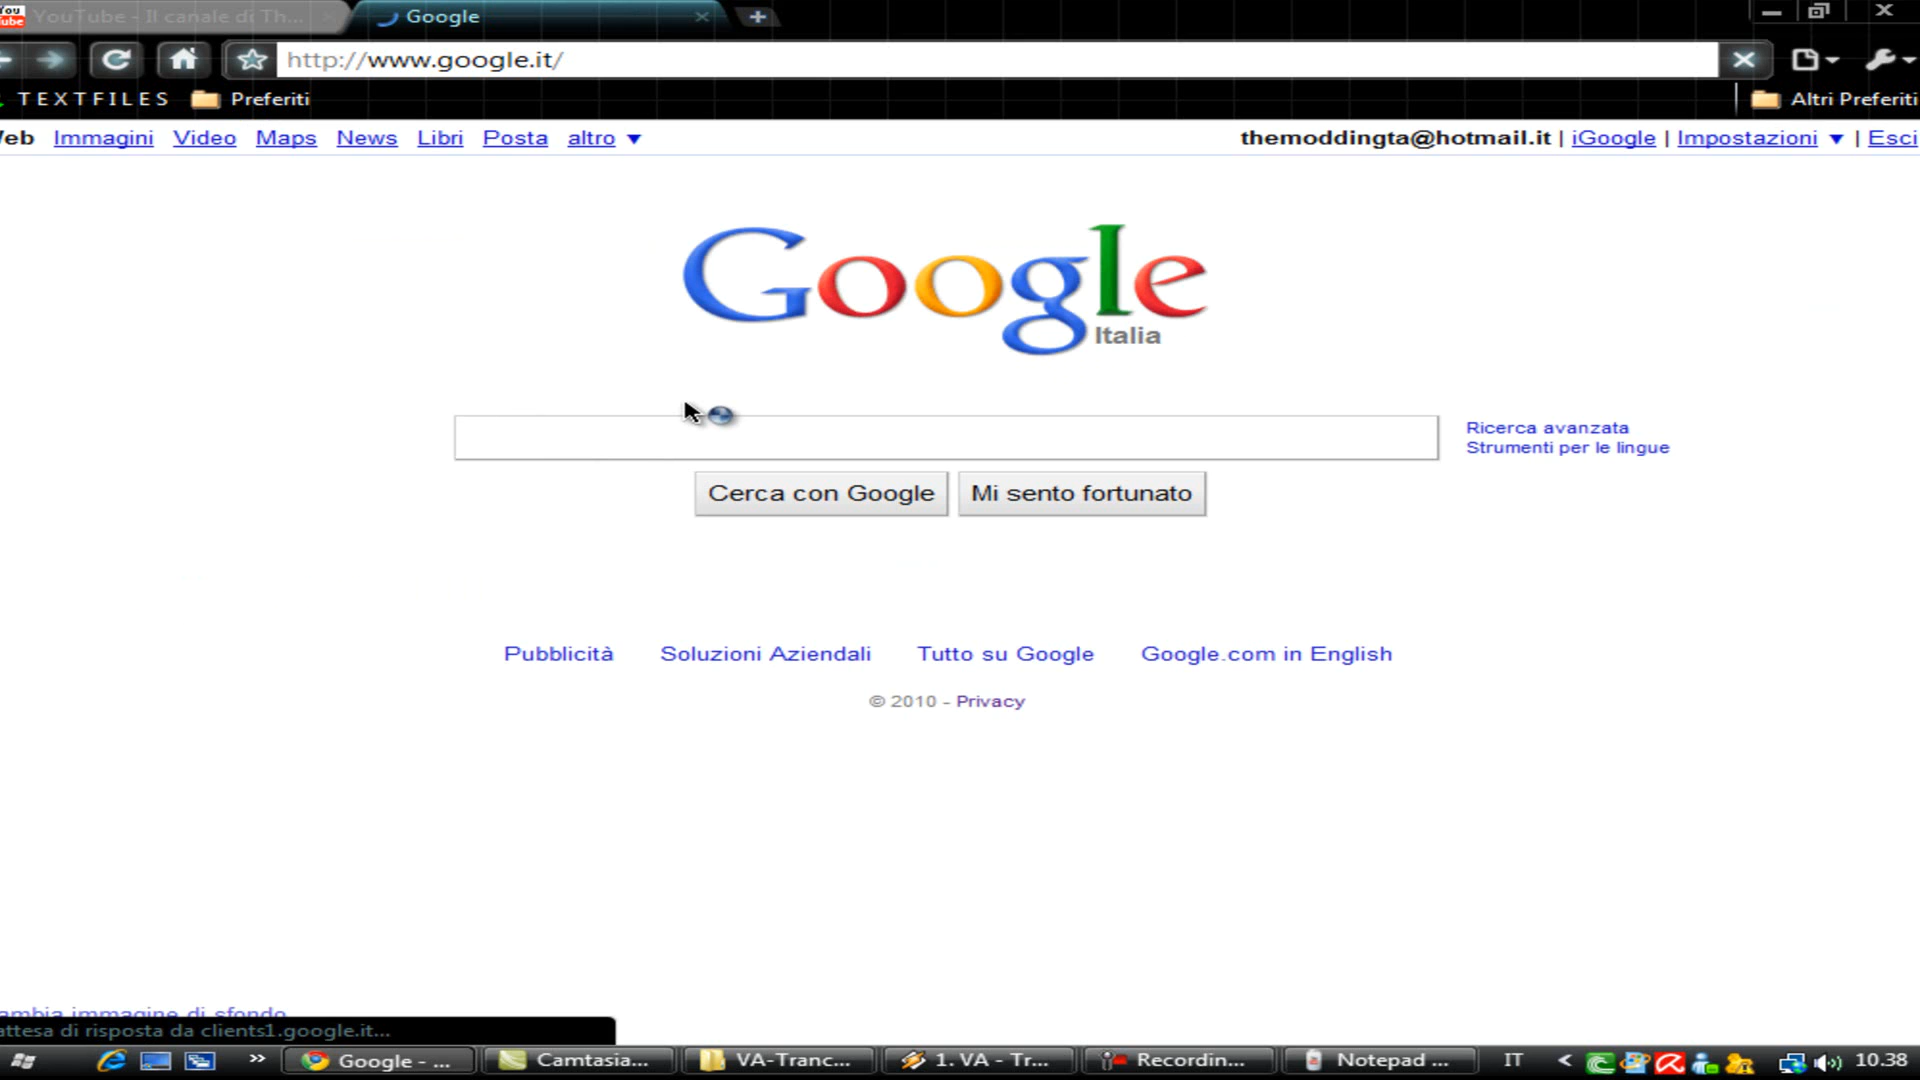 You Tube YouTube - Il canale di Th... Google
http://www.google.it/
TEXTFILES Preferiti Altri Preferiti
Immagini Video Maps News Libri Posta altro themoddingta@hotmail.it | iGoogle | Impostazioni | Esci
Google
Italia
Ricerca avanzata
Strumenti per le lingue
Cerca con Google Mi sento fortunato
Pubblicità Soluzioni Aziendali Tutto su Google Google.com in English
© 2010 - Privacy
ambia immagine di sfondo
attesa di risposta da clients1.google.it...
» Google - ... Camtasia... VA-Tranc... 1. VA - Tr... Recordin... Notepad ... IT < 10.38